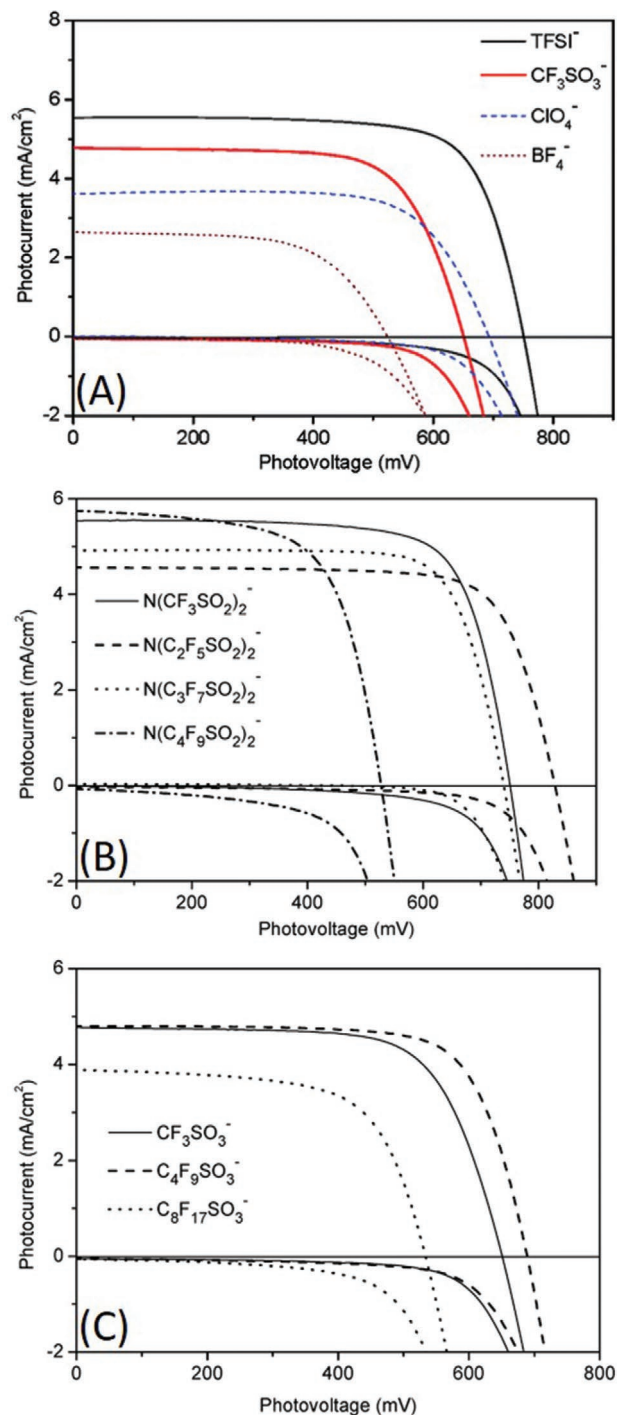 8
6
4
2
0
-2
Photocurrent (mA/cm²)
TFSI⁻
CF₃SO₃⁻
ClO₄⁻
BF₄⁻
(A)
0 200 400 600 800
Photovoltage (mV)
6
4
2
0
-2
Photocurrent (mA/cm²)
N(CF₃SO₂)₂⁻
N(C₂F₅SO₂)₂⁻
N(C₃F₇SO₂)₂⁻
N(C₄F₉SO₂)₂⁻
(B)
0 200 400 600 800
Photovoltage (mV)
6
4
2
0
-2
Photocurrent (mA/cm²)
CF₃SO₃⁻
C₄F₉SO₃⁻
C₈F₁₇SO₃⁻
(C)
0 200 400 600 800
Photovoltage (mV)